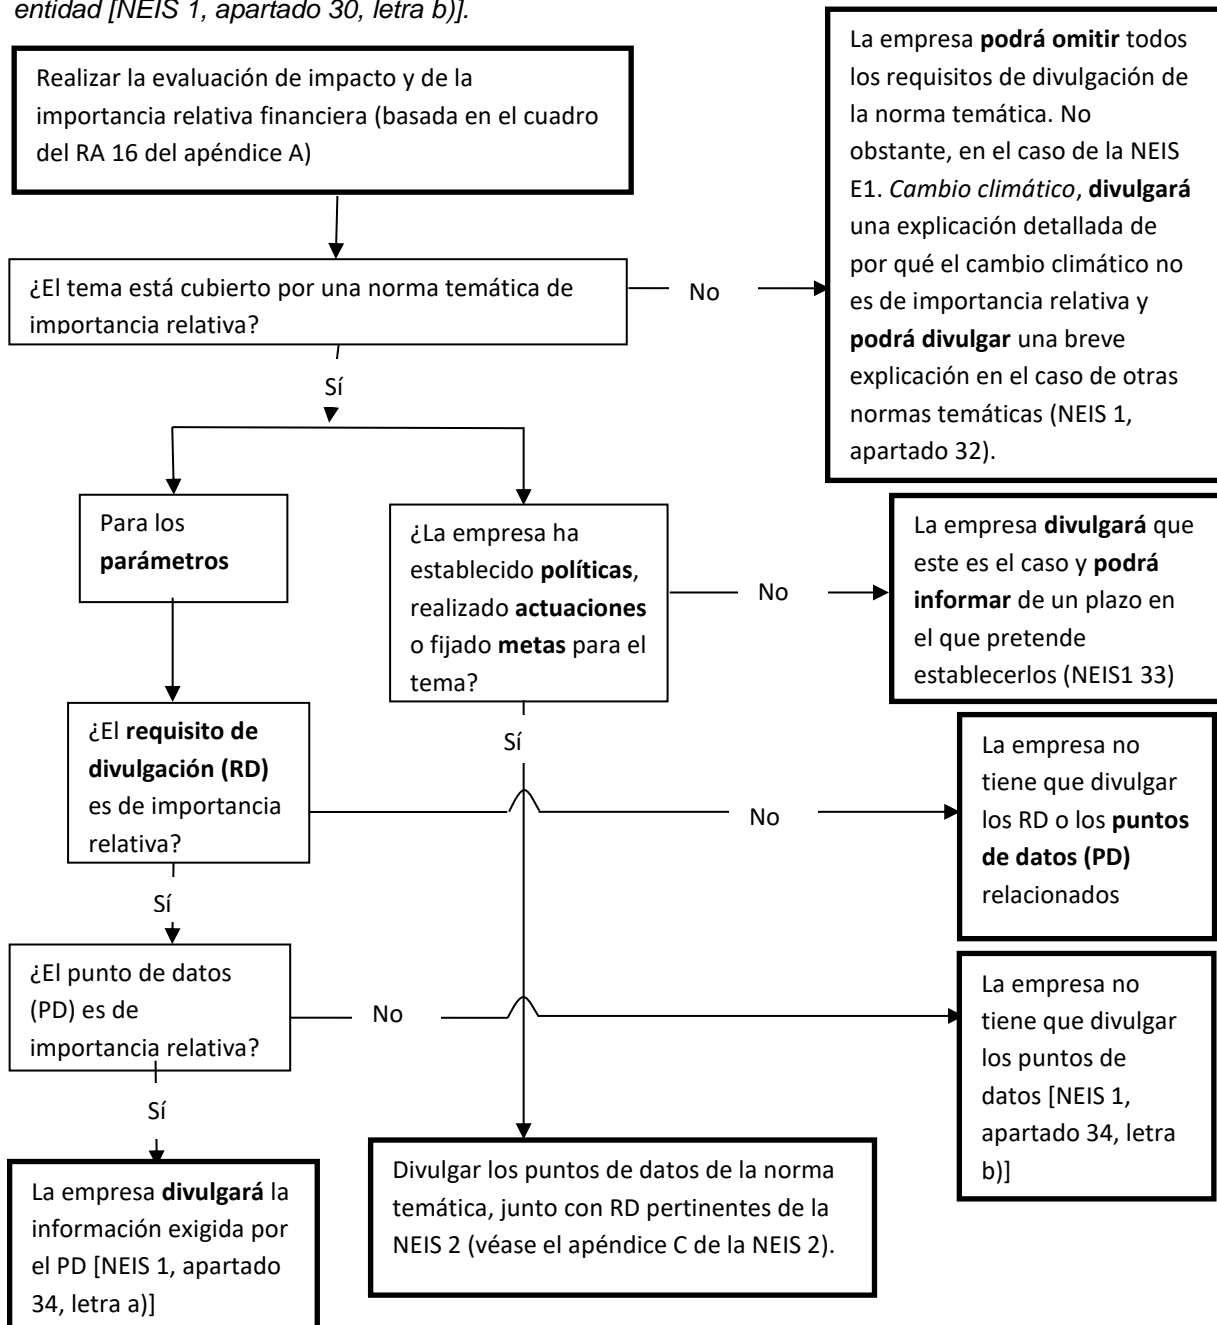 entidad [NEIS 1, apartado 30, letra b)].
Realizar la evaluación de impacto y de la
importancia relativa financiera (basada en el cuadro
del RA 16 del apéndice A)
La empresa podrá omitir todos
los requisitos de divulgación de
la norma temática. No
obstante, en el caso de la NEIS
E1. Cambio climático, divulgará
una explicación detallada de
por qué el cambio climático no
es de importancia relativa y
podrá divulgar una breve
explicación en el caso de otras
normas temáticas (NEIS 1,
apartado 32).
¿El tema está cubierto por una norma temática de
importancia relativa?
No
Sí
Para los
parámetros
¿La empresa ha
establecido políticas,
realizado actuaciones
o fijado metas para el
tema?
No
La empresa divulgará que
este es el caso y podrá
informar de un plazo en
el que pretende
establecerlos (NEIS1 33)
¿El requisito de
divulgación (RD)
es de importancia
relativa?
Sí
No
La empresa no
tiene que divulgar
los RD o los puntos
de datos (PD)
relacionados
Sí
¿El punto de datos
(PD) es de
importancia relativa?
No
La empresa no
tiene que divulgar
los puntos de
datos [NEIS 1,
apartado 34, letra
b)]
Sí
La empresa divulgará la
información exigida por
el PD [NEIS 1, apartado
34, letra a)]
Divulgar los puntos de datos de la norma
temática, junto con RD pertinentes de la
NEIS 2 (véase el apéndice C de la NEIS 2).